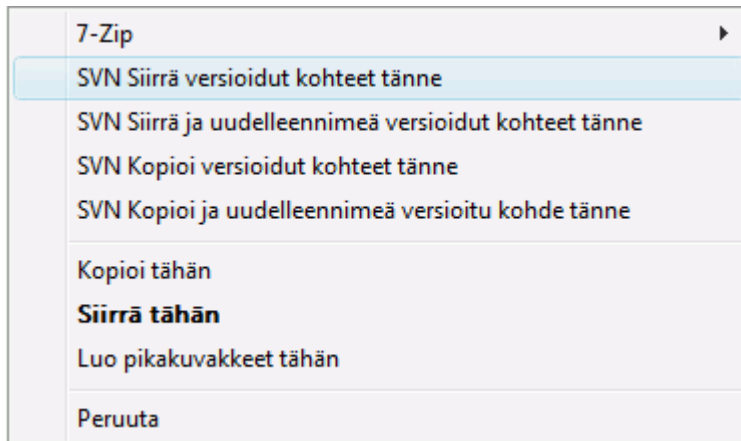 7-Zip
SVN Siirrä versioidut kohteet tänne
SVN Siirrä ja uudelleennimeä versioidut kohteet tänne
SVN Kopioi versioidut kohteet tänne
SVN Kopioi ja uudelleennimeä versioitu kohde tänne
Kopioi tähän
Siirrä tähän
Luo pikakuvakkeet tähän
Peruuta